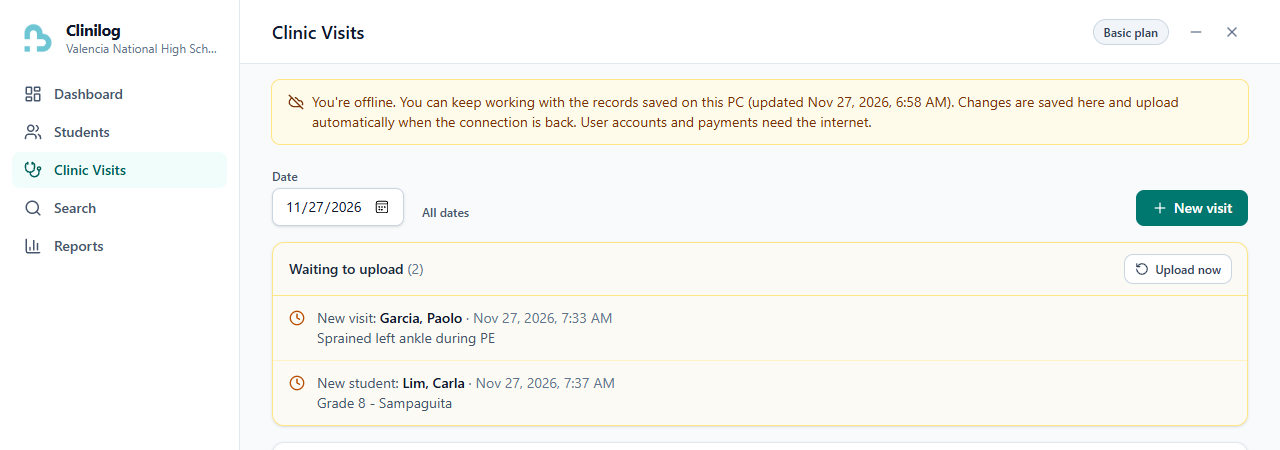 Clinilog
Valencia National High Sch...
Dashboard
Students
Clinic Visits
Search
Reports
Clinic Visits
Basic plan
You're offline. You can keep working with the records saved on this PC (updated Nov 27, 2026, 6:58 AM). Changes are saved here and upload
automatically when the connection is back. User accounts and payments need the internet.
Date
11/27/2026
All dates
New visit
Waiting to upload (2)
Upload now
New visit: Garcia, Paolo · Nov 27, 2026, 7:33 AM
Sprained left ankle during PE
New student: Lim, Carla · Nov 27, 2026, 7:37 AM
Grade 8 - Sampaguita